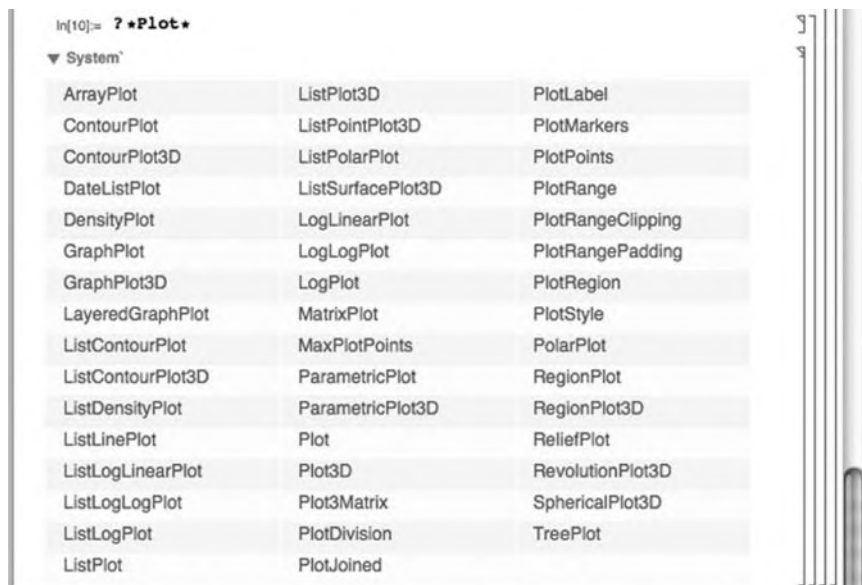 In[10]:= ?*Plot*
▼ System`
ArrayPlot ListPlot3D PlotLabel
ContourPlot ListPointPlot3D PlotMarkers
ContourPlot3D ListPolarPlot PlotPoints
DateListPlot ListSurfacePlot3D PlotRange
DensityPlot LogLinearPlot PlotRangeClipping
GraphPlot LogLogPlot PlotRangePadding
GraphPlot3D LogPlot PlotRegion
LayeredGraphPlot MatrixPlot PlotStyle
ListContourPlot MaxPlotPoints PolarPlot
ListContourPlot3D ParametricPlot RegionPlot
ListDensityPlot ParametricPlot3D RegionPlot3D
ListLinePlot Plot ReliefPlot
ListLogLinearPlot Plot3D RevolutionPlot3D
ListLogLogPlot Plot3Matrix SphericalPlot3D
ListLogPlot PlotDivision TreePlot
ListPlot PlotJoined